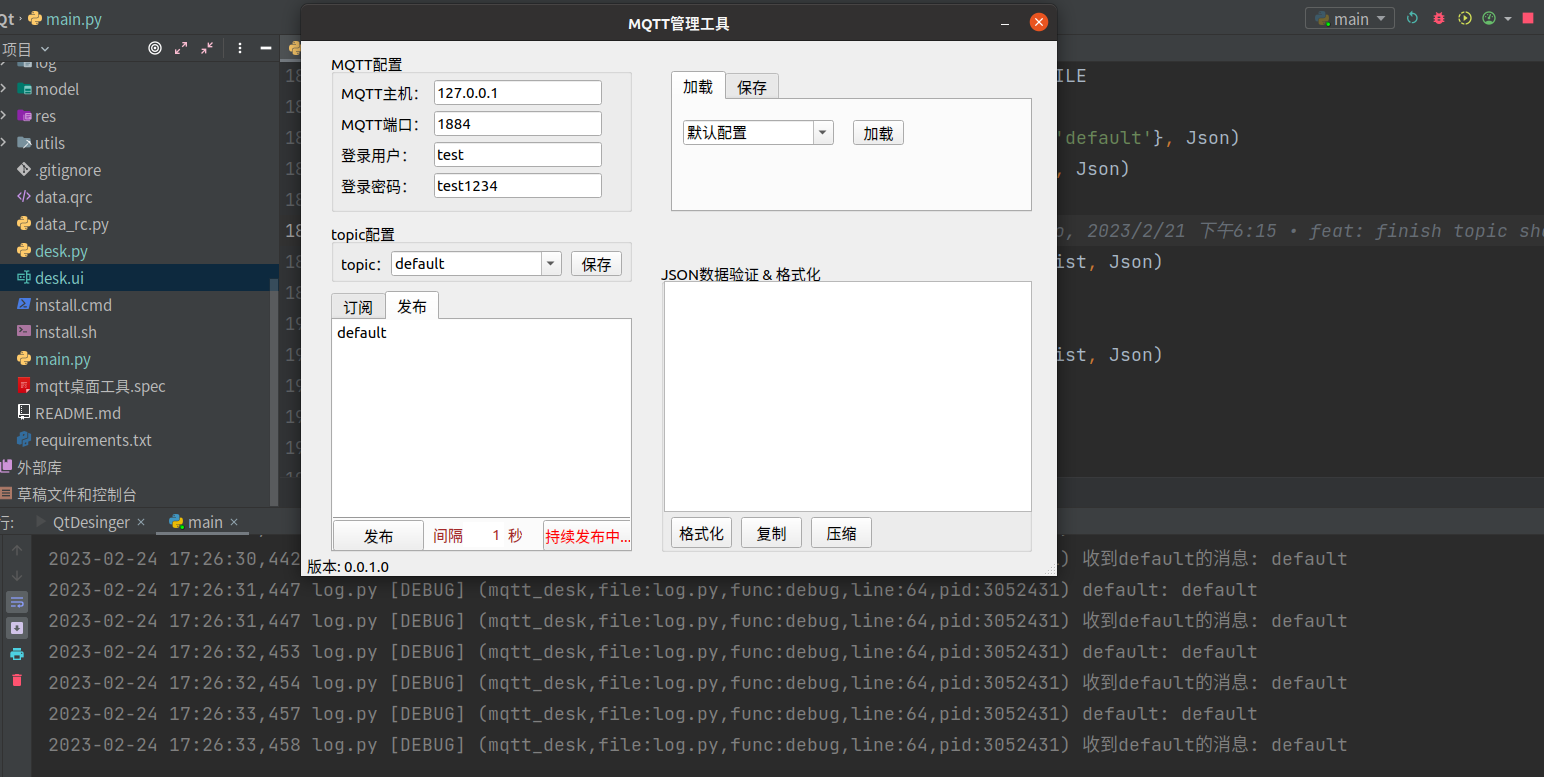 Qt › main.py
MQTT管理工具
main
项目
log
model
res
utils
.gitignore
data.qrc
data_rc.py
desk.py
desk.ui
install.cmd
install.sh
main.py
mqtt桌面工具.spec
README.md
requirements.txt
外部库
草稿文件和控制台
MQTT配置
MQTT主机: 127.0.0.1
MQTT端口: 1884
登录用户: test
登录密码: test1234
加载 保存
默认配置 加载
topic配置
topic: default 保存
订阅 发布
default
发布 间隔 1 秒 持续发布中...
版本: 0.0.1.0
JSON数据验证 & 格式化
格式化 复制 压缩
ILE
'default'}, Json)
, Json)
, 2023/2/21 下午6:15 • feat: finish topic sh
ist, Json)
ist, Json)
行: QtDesinger × main ×
2023-02-24 17:26:30,442 ) 收到default的消息: default
2023-02-24 17:26:31,447 log.py [DEBUG] (mqtt_desk,file:log.py,func:debug,line:64,pid:3052431) default: default
2023-02-24 17:26:31,447 log.py [DEBUG] (mqtt_desk,file:log.py,func:debug,line:64,pid:3052431) 收到default的消息: default
2023-02-24 17:26:32,453 log.py [DEBUG] (mqtt_desk,file:log.py,func:debug,line:64,pid:3052431) default: default
2023-02-24 17:26:32,454 log.py [DEBUG] (mqtt_desk,file:log.py,func:debug,line:64,pid:3052431) 收到default的消息: default
2023-02-24 17:26:33,457 log.py [DEBUG] (mqtt_desk,file:log.py,func:debug,line:64,pid:3052431) default: default
2023-02-24 17:26:33,458 log.py [DEBUG] (mqtt_desk,file:log.py,func:debug,line:64,pid:3052431) 收到default的消息: default